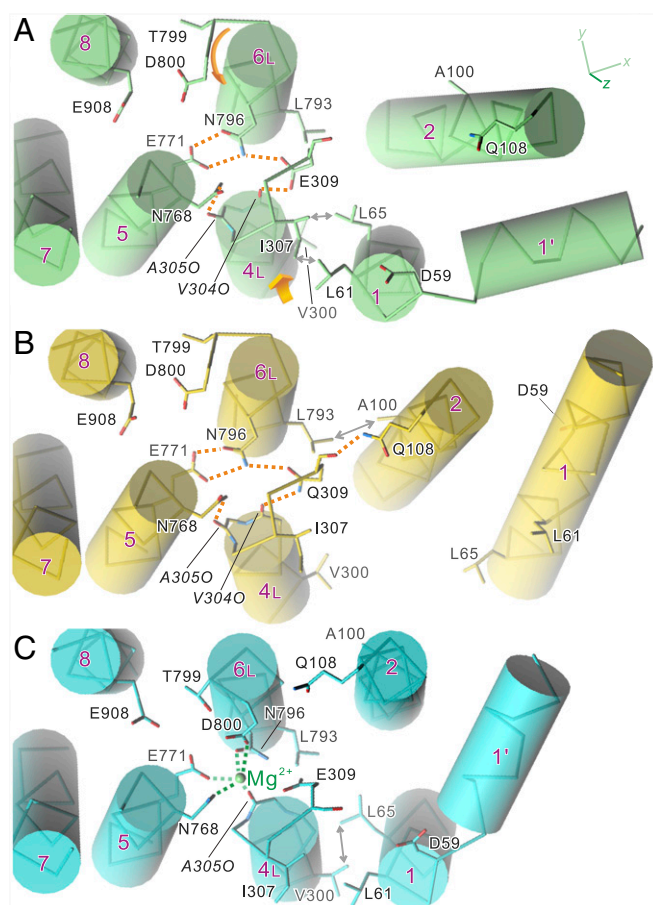 A
8
T799
D800
6L
y
x
z
A100
E908
L793
2
N796
Q108
E771
E309
N768
L65
1'
5
I307
7
A305O
4L
D59
V304O
L61
1
V300
B
8
T799
D800
6L
E908
L793
A100
2
D59
N796
Q108
1
E771
Q309
N768
I307
5
L61
7
A305O
V300
L65
V304O
4L
C
A100
8
T799
6L
Q108
2
E908
D800
N796
L793
1'
E771
Mg2+
E309
L65
5
N768
D59
7
A305O
4L
1
I307
V300
L61